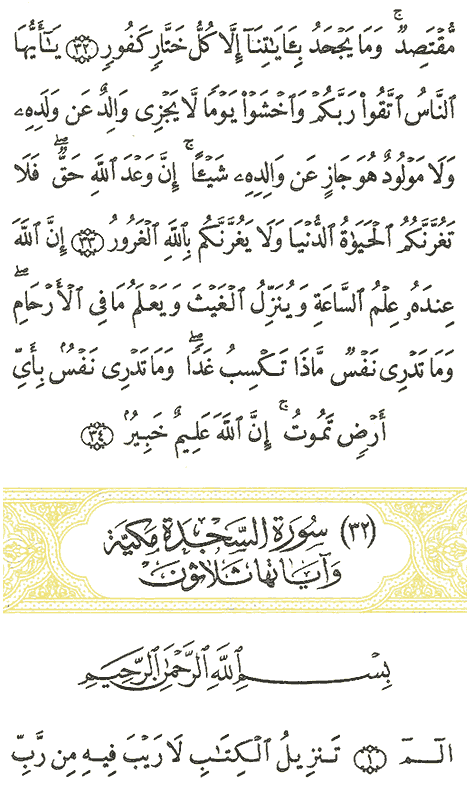 مُّقْتَصِدٌۚ وَمَا يَجْحَدُ بِـَٔايَٰتِنَآ إِلَّا كُلُّ خَتَّارٍ كَفُورٍ ﴿٣٢﴾ يَٰٓأَيُّهَا
ٱلنَّاسُ ٱتَّقُوا۟ رَبَّكُمْ وَٱخْشَوْا۟ يَوْمًا لَّا يَجْزِى وَالِدٌ عَن وَلَدِهِۦ
وَلَا مَوْلُودٌ هُوَ جَازٍ عَن وَالِدِهِۦ شَيْـًٔاۚ إِنَّ وَعْدَ ٱللَّهِ حَقٌّۖ فَلَا
تَغُرَّنَّكُمُ ٱلْحَيَوٰةُ ٱلدُّنْيَا وَلَا يَغُرَّنَّكُم بِٱللَّهِ ٱلْغَرُورُ ﴿٣٣﴾ إِنَّ ٱللَّهَ
عِندَهُۥ عِلْمُ ٱلسَّاعَةِ وَيُنَزِّلُ ٱلْغَيْثَ وَيَعْلَمُ مَا فِى ٱلْأَرْحَامِۖ
وَمَا تَدْرِى نَفْسٌ مَّاذَا تَكْسِبُ غَدًاۖ وَمَا تَدْرِى نَفْسٌۢ بِأَىِّ
أَرْضٍ تَمُوتُۚ إِنَّ ٱللَّهَ عَلِيمٌ خَبِيرٌۢ ﴿٣٤﴾
(٣٢) سُورَة السَّجْدَة مَكيَّة
وَآيَاتهَا ثَلَاثُونَ
بِسْمِ ٱللَّهِ ٱلرَّحْمَٰنِ ٱلرَّحِيمِ
الٓمٓ ﴿١﴾ تَنزِيلُ ٱلْكِتَٰبِ لَا رَيْبَ فِيهِ مِن رَّبِّ